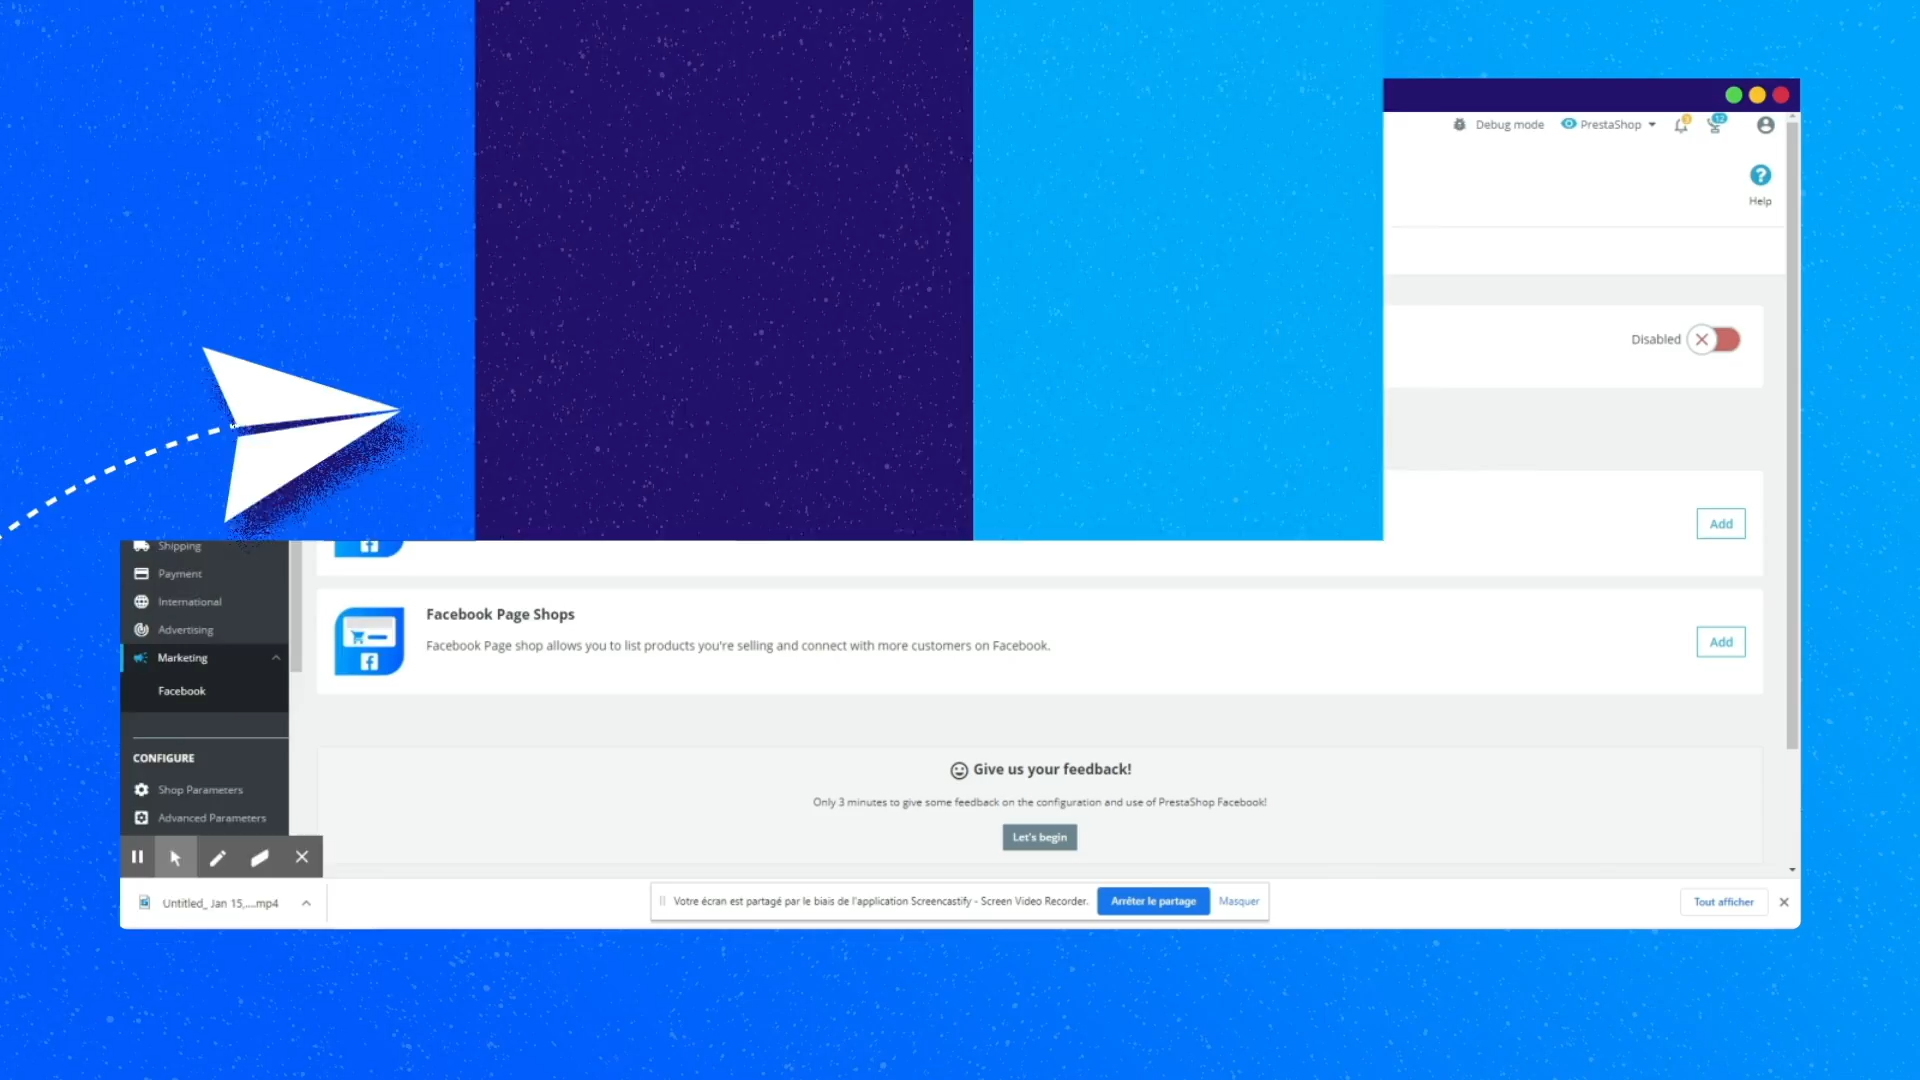 Debug mode
PrestaShop
3
12
Help
Disabled
Add
Shipping
Payment
International
Advertising
Marketing
Facebook
CONFIGURE
Shop Parameters
Advanced Parameters
Facebook Page Shops
Facebook Page shop allows you to list products you're selling and connect with more customers on Facebook.
Add
Give us your feedback!
Only 3 minutes to give some feedback on the configuration and use of PrestaShop Facebook!
Let's begin
Untitled_ Jan 15,....mp4
Votre écran est partagé par le biais de l'application Screencastify - Screen Video Recorder.
Arrêter le partage
Masquer
Tout afficher